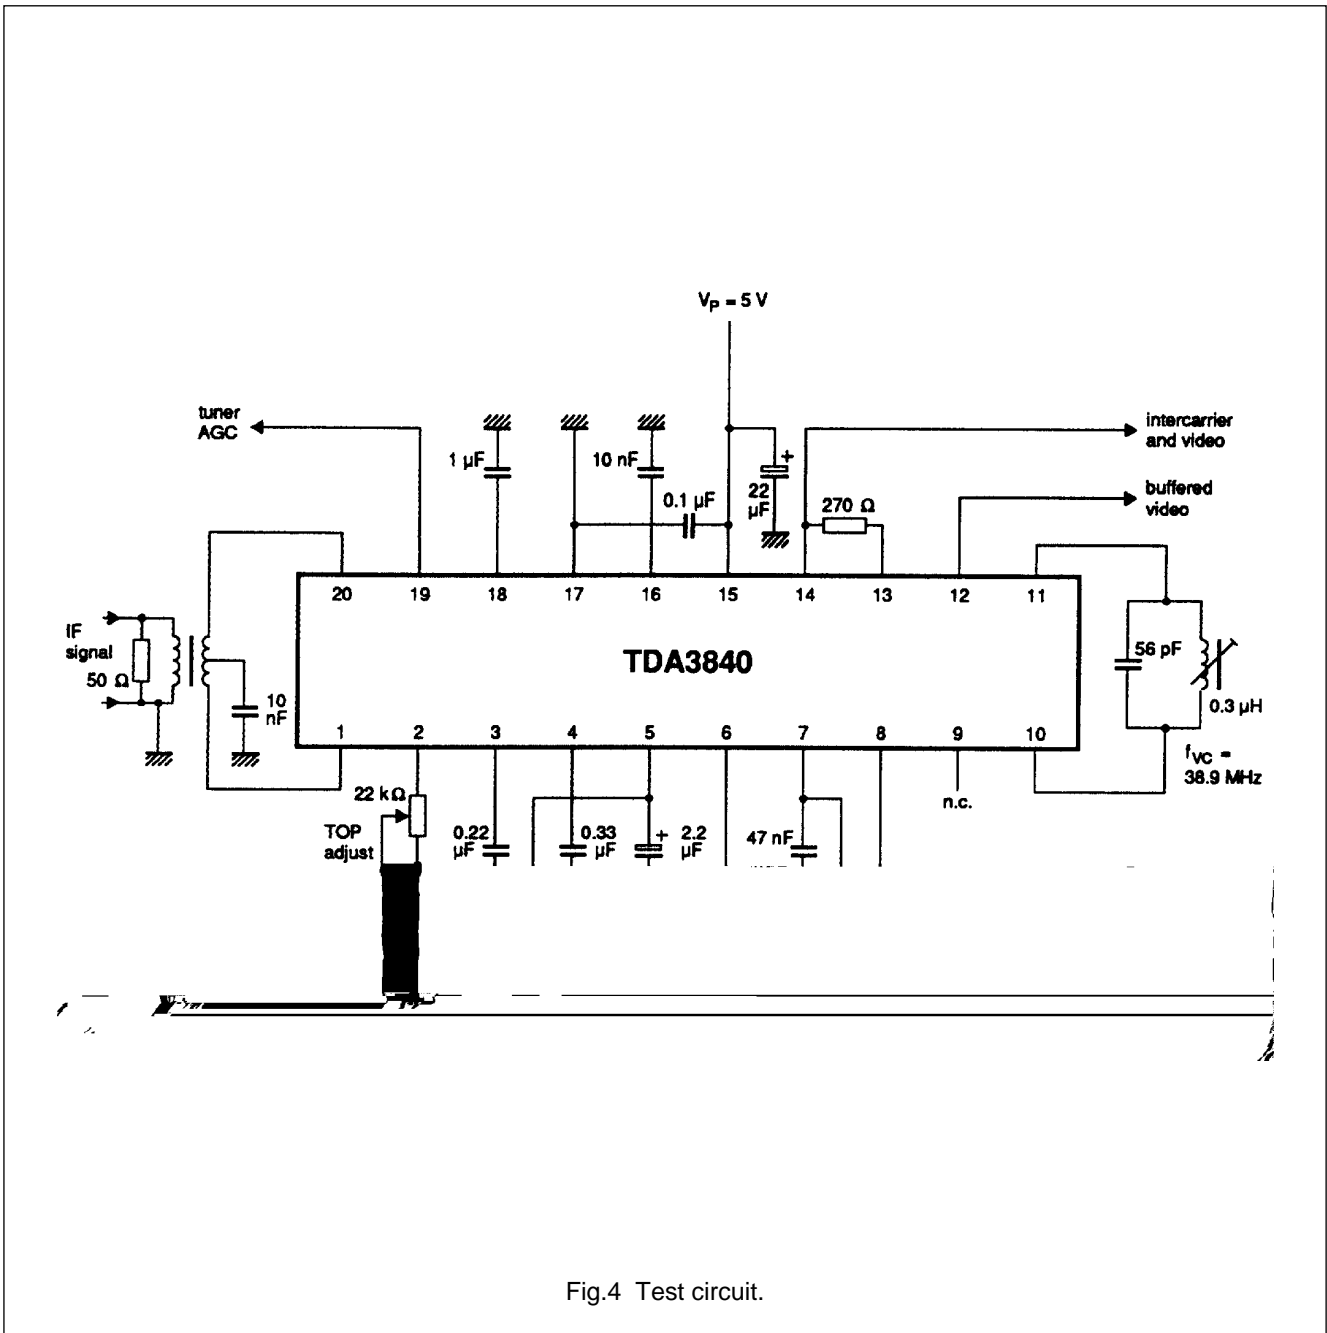 V_P = 5 V
tuner
AGC
1 µF
10 nF
0.1 µF
+
22
µF
270 Ω
intercarrier
and video
buffered
video
20 19 18 17 16 15 14 13 12 11
IF
signal
50 Ω
10
nF
TDA3840
56 pF
0.3 µH
f_VC =
38.9 MHz
1 2 3 4 5 6 7 8 9 10
22 kΩ
TOP
adjust
0.22
µF
0.33
µF
+
2.2
µF
47 nF
n.c.
Fig.4 Test circuit.